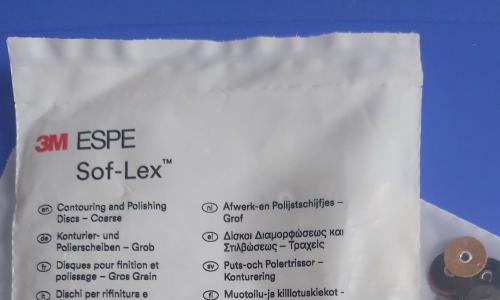 3M ESPE
Sof-Lex™
en Contouring and Polishing
Discs – Coarse
de Konturier- und
Polierscheiben – Grob
fr Disques pour finition et
polissage – Gros Grain
it Dischi per rifinitura e
nl Afwerk-en Polijstschijfjes –
Grof
el Δίσκοι Διαμορφώσεως και
Στιλβώσεως – Τραχείς
sv Puts-och Polertrissor –
Konturering
fi Muotoilu-ja kiillotuskiekot -